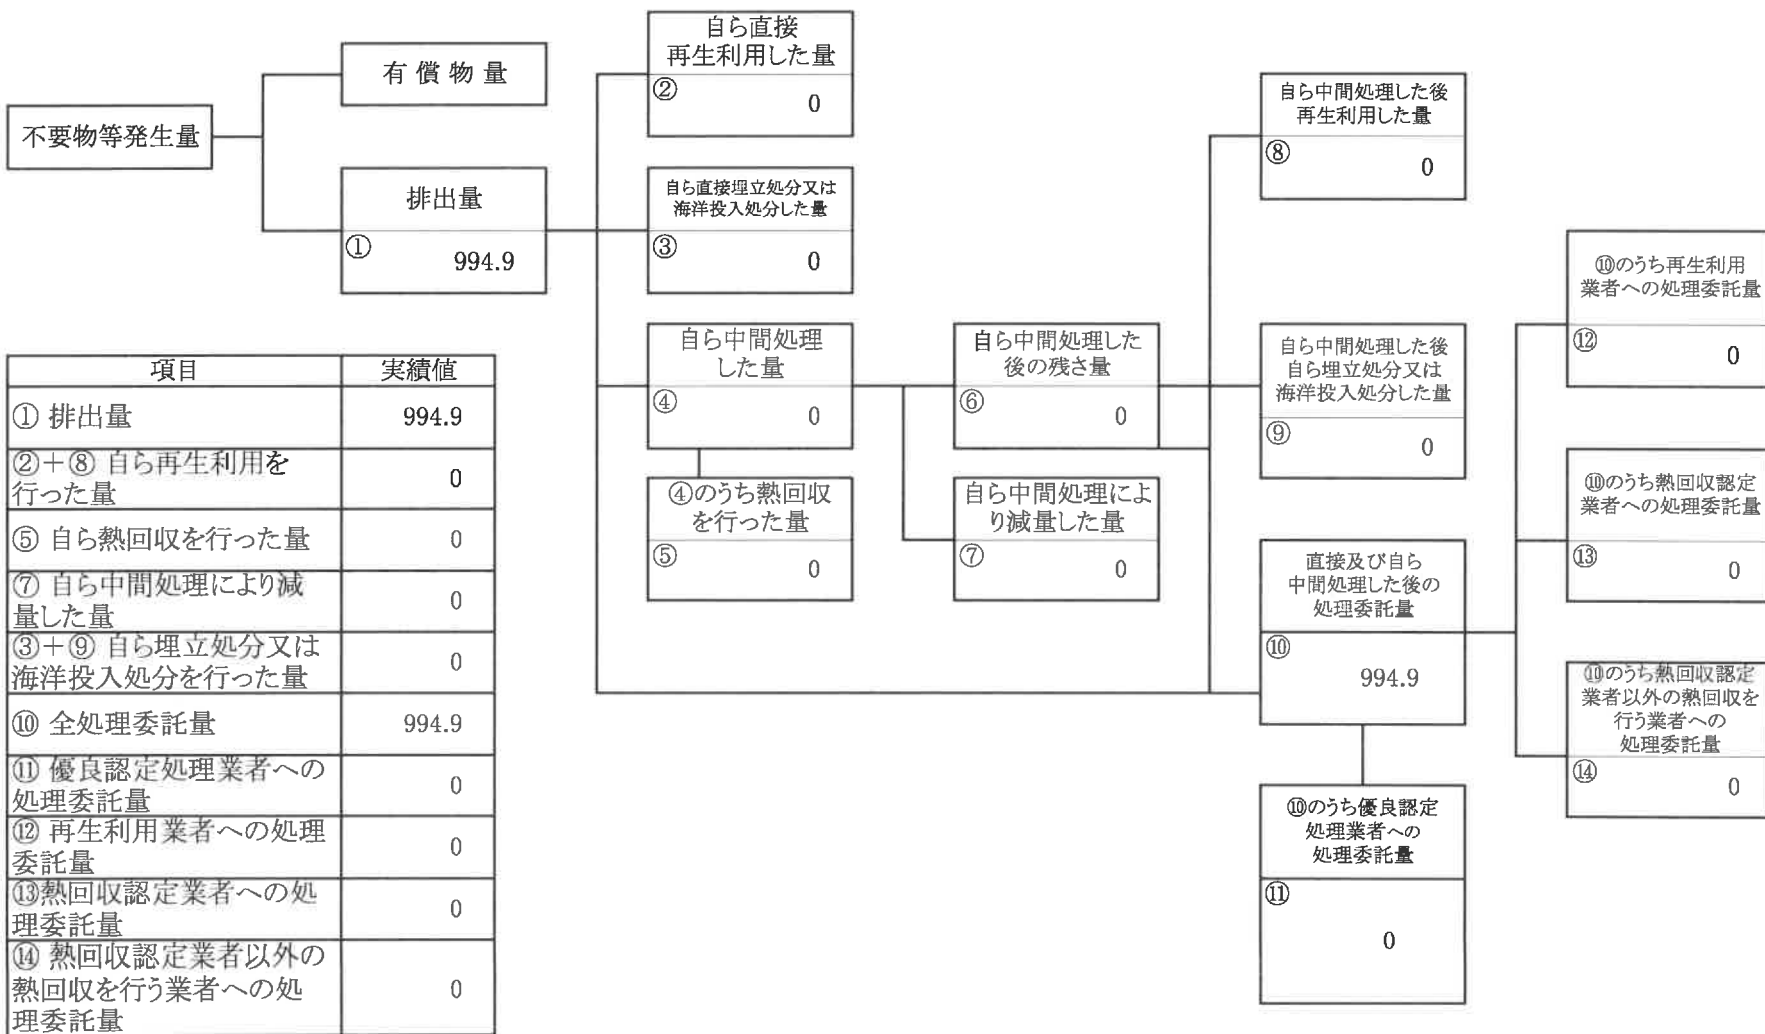 不要物等発生量
有償物量
排出量
①
994.9
自ら直接
再生利用した量
②
0
自ら直接埋立処分又は
海洋投入処分した量
③
0
自ら中間処理
した量
④
0
④のうち熱回収
を行った量
⑤
0
自ら中間処理した
後の残さ量
⑥
0
自ら中間処理によ
り減量した量
⑦
0
自ら中間処理した後
再生利用した量
⑧
0
自ら中間処理した後
自ら埋立処分又は
海洋投入処分した量
⑨
0
直接及び自ら
中間処理した後の
処理委託量
⑩
994.9
⑩のうち優良認定
処理業者への
処理委託量
⑪
0
⑩のうち再生利用
業者への処理委託量
⑫
0
⑩のうち熱回収認定
業者への処理委託量
⑬
0
⑩のうち熱回収認定
業者以外の熱回収を
行う業者への
処理委託量
⑭
0
項目 実績値
① 排出量 994.9
②＋⑧ 自ら再生利用を
行った量 0
⑤ 自ら熱回収を行った量 0
⑦ 自ら中間処理により減
量した量 0
③＋⑨ 自ら埋立処分又は
海洋投入処分を行った量 0
⑩ 全処理委託量 994.9
⑪ 優良認定処理業者への
処理委託量 0
⑫ 再生利用業者への処理
委託量 0
⑬熱回収認定業者への処
理委託量 0
⑭ 熱回収認定業者以外の
熱回収を行う業者への処
理委託量 0